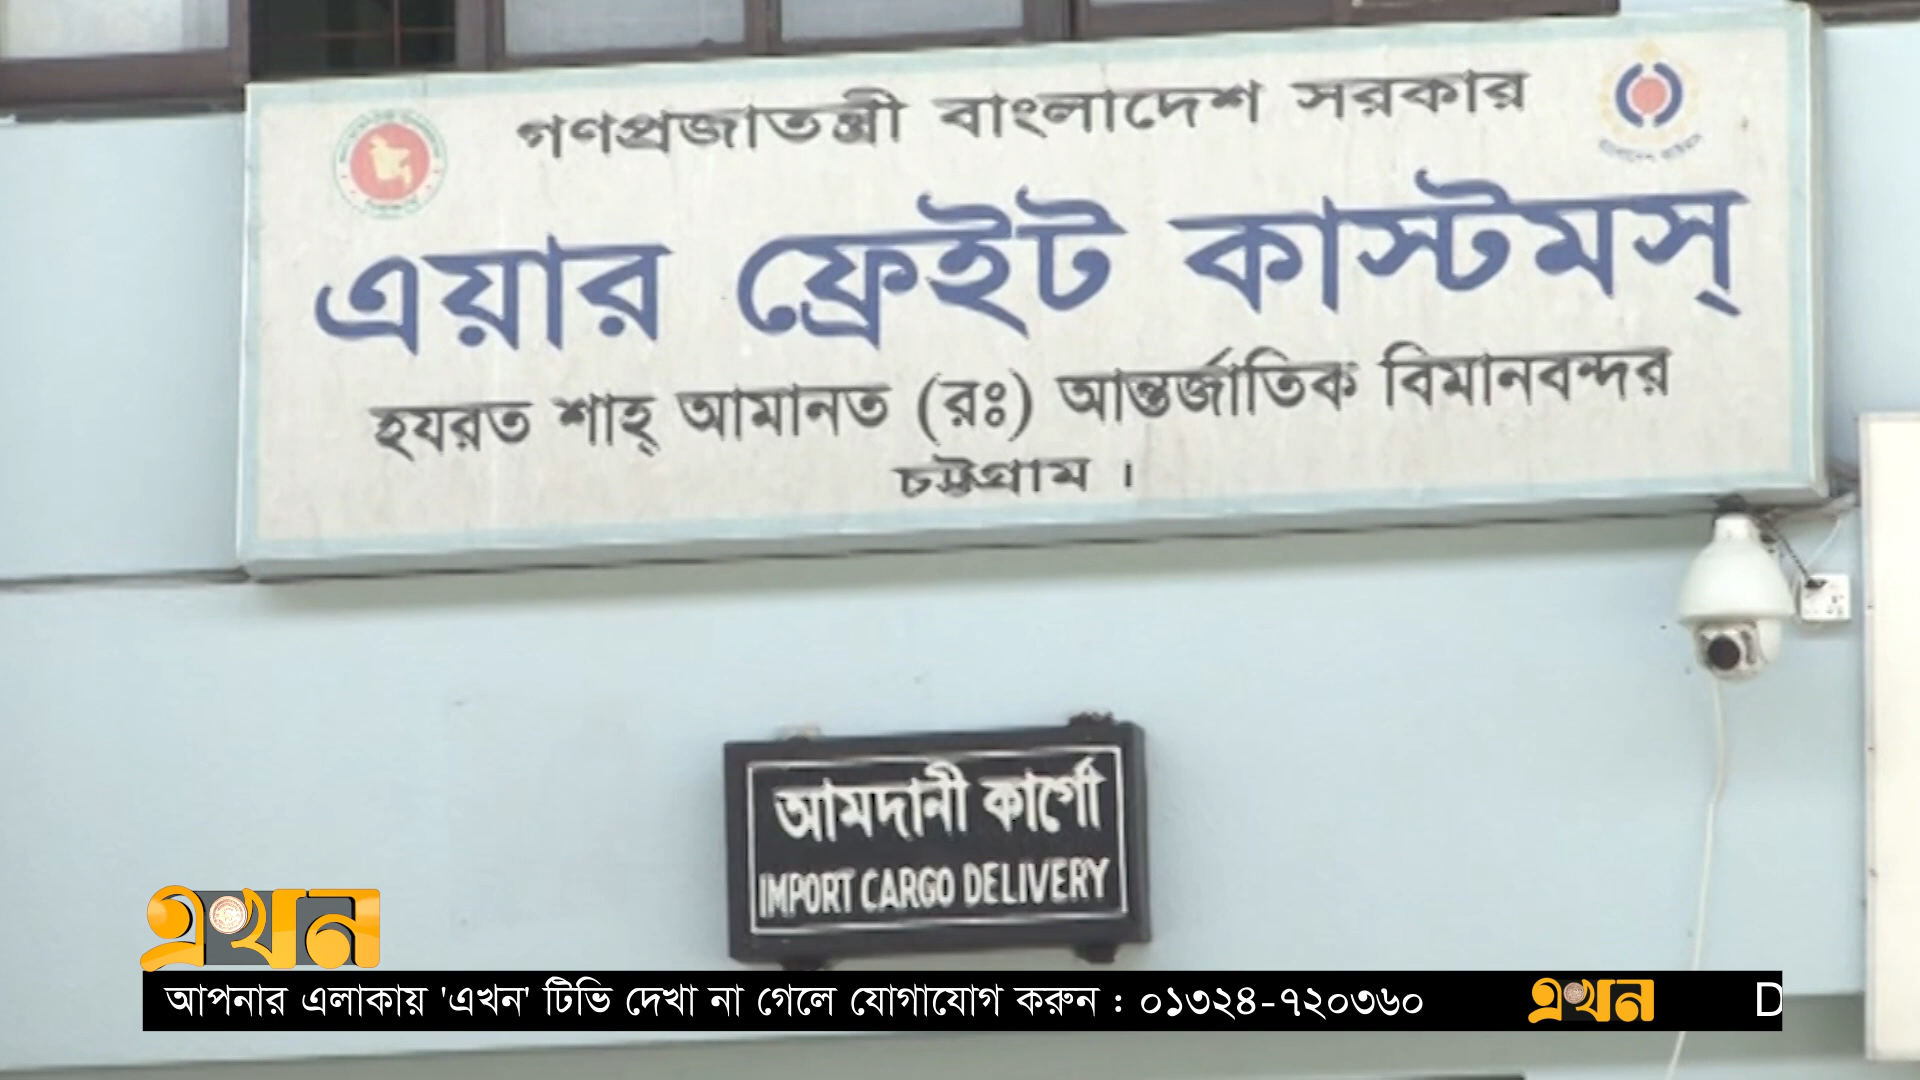 গণপ্রজাতন্ত্রী বাংলাদেশ সরকার
এয়ার ফ্রেইট কাস্টমস্
হযরত শাহ্ আমানত (রঃ) আন্তর্জাতিক বিমানবন্দর
চট্টগ্রাম ।
আমদানী কার্গো
IMPORT CARGO DELIVERY
এখন
আপনার এলাকায় 'এখন' টিভি দেখা না গেলে যোগাযোগ করুন : ০১৩২৪-৭২০৩৬০ এখন D